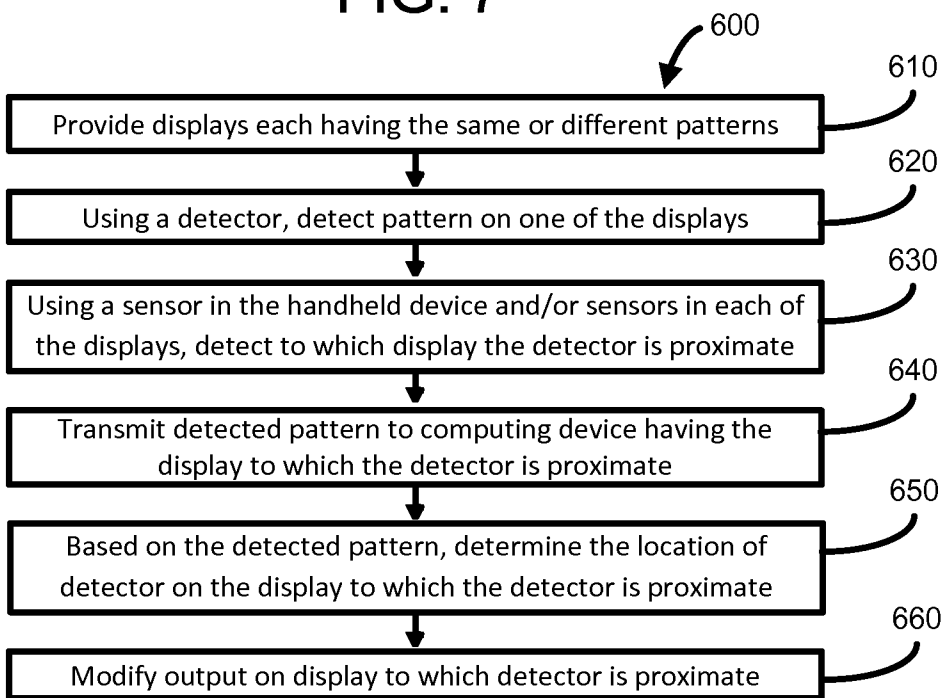 FIG. 7
600
610
Provide displays each having the same or different patterns
620
Using a detector, detect pattern on one of the displays
630
Using a sensor in the handheld device and/or sensors in each of
the displays, detect to which display the detector is proximate
640
Transmit detected pattern to computing device having the
display to which the detector is proximate
650
Based on the detected pattern, determine the location of
detector on the display to which the detector is proximate
660
Modify output on display to which detector is proximate